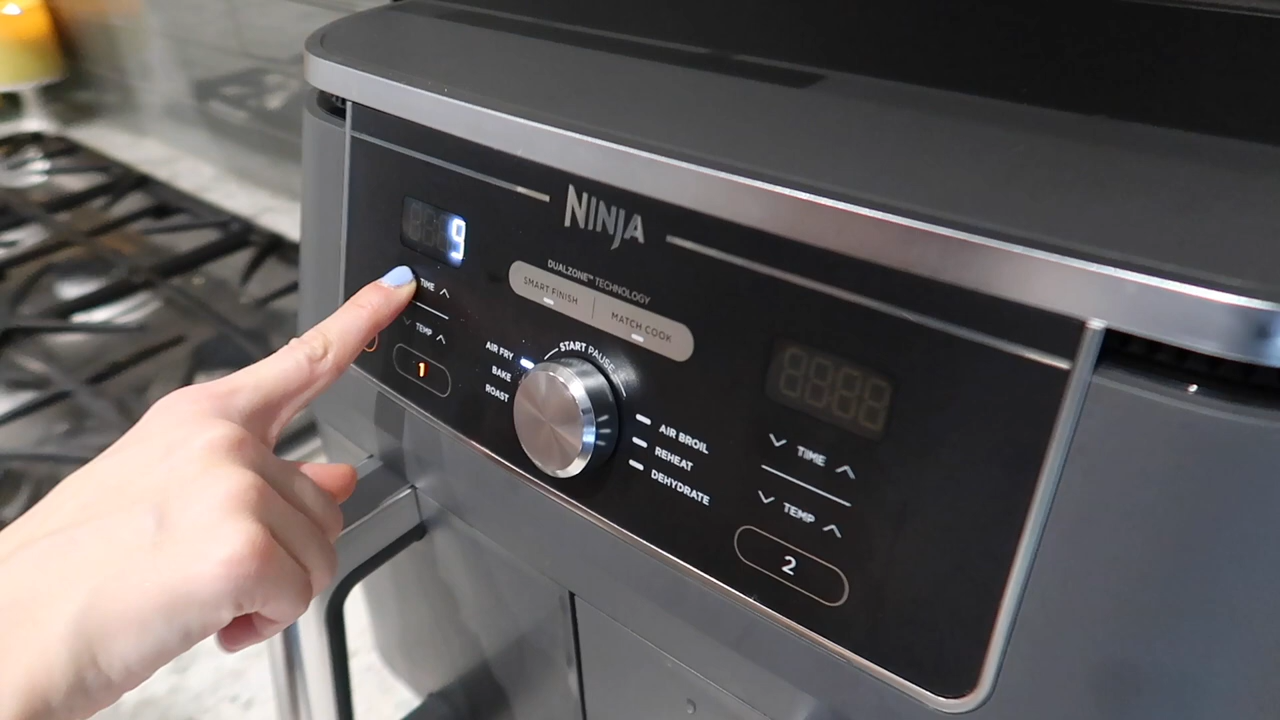 NINJA
9
DUALZONE™ TECHNOLOGY
SMART FINISH
MATCH COOK
TIME
TEMP
1
START PAUSE
AIR FRY
BAKE
ROAST
AIR BROIL
REHEAT
DEHYDRATE
TIME
TEMP
2